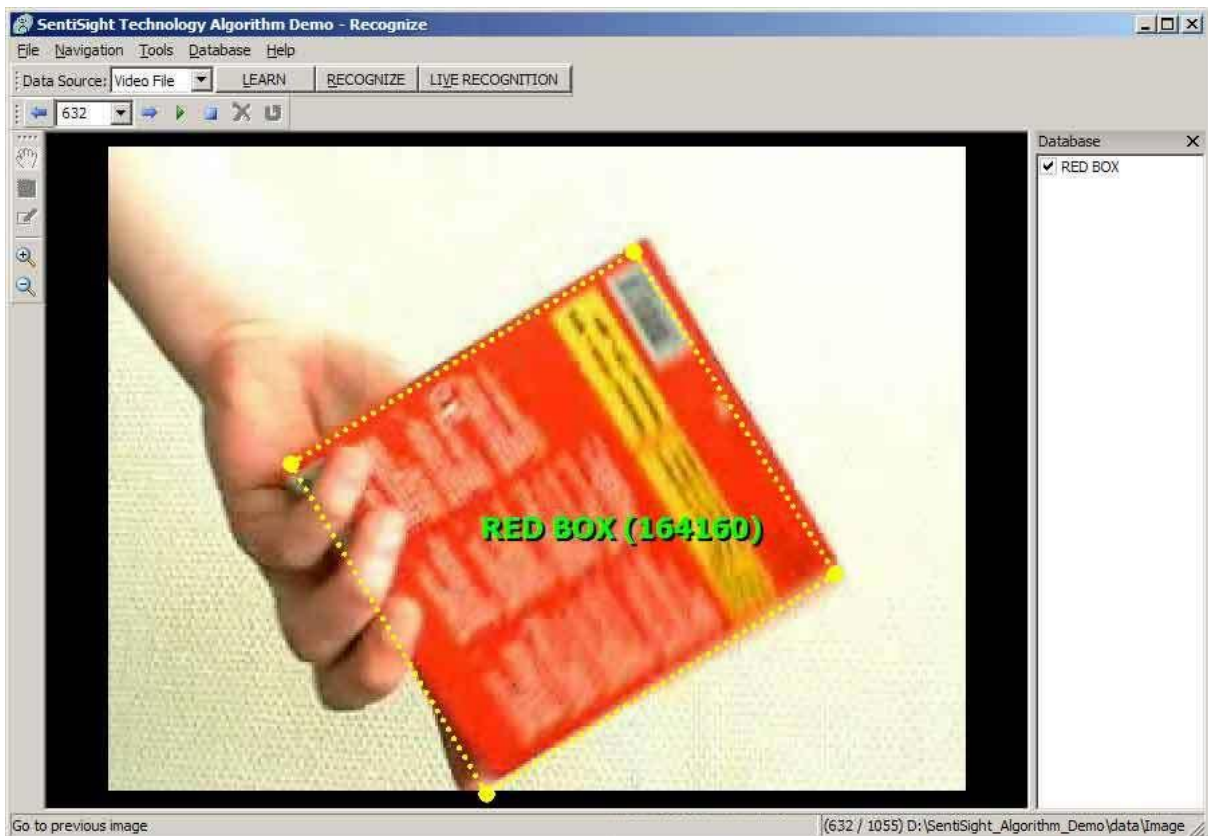 SentiSight Technology Algorithm Demo - Recognize
File Navigation Tools Database Help
Data Source: Video File LEARN RECOGNIZE LIVE RECOGNITION
632
Database
RED BOX
RED BOX (164160)
Go to previous image
(632 / 1055) D:\SentiSight_Algorithm_Demo\data\Image